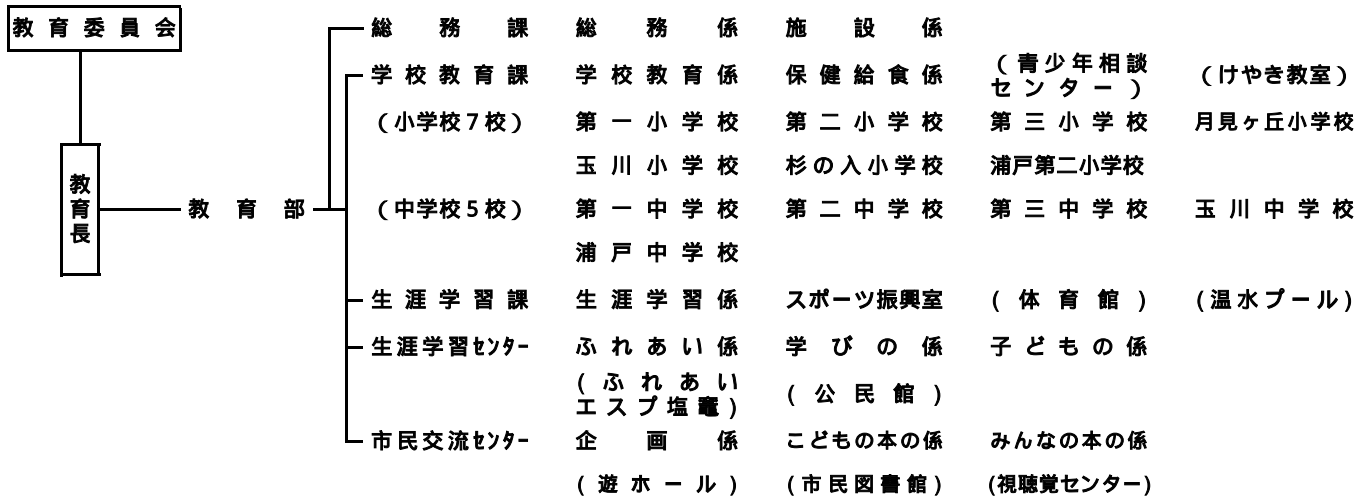 教育委員会 総務課 総務係 施設係
学校教育課 学校教育係 保健給食係 (青少年相談センター) (けやき教室)
(小学校7校) 第一小学校 第二小学校 第三小学校 月見ヶ丘小学校
玉川小学校 杉の入小学校 浦戸第二小学校
教育長 教育部 (中学校5校) 第一中学校 第二中学校 第三中学校 玉川中学校
浦戸中学校
生涯学習課 生涯学習係 スポーツ振興室 (体育館) (温水プール)
生涯学習ｾﾝﾀｰ ふれあい係 学びの係 子どもの係
(ふれあいエスプ塩竈) (公民館)
市民交流ｾﾝﾀｰ 企画係 こどもの本の係 みんなの本の係
(遊ホール) (市民図書館) (視聴覚センター)